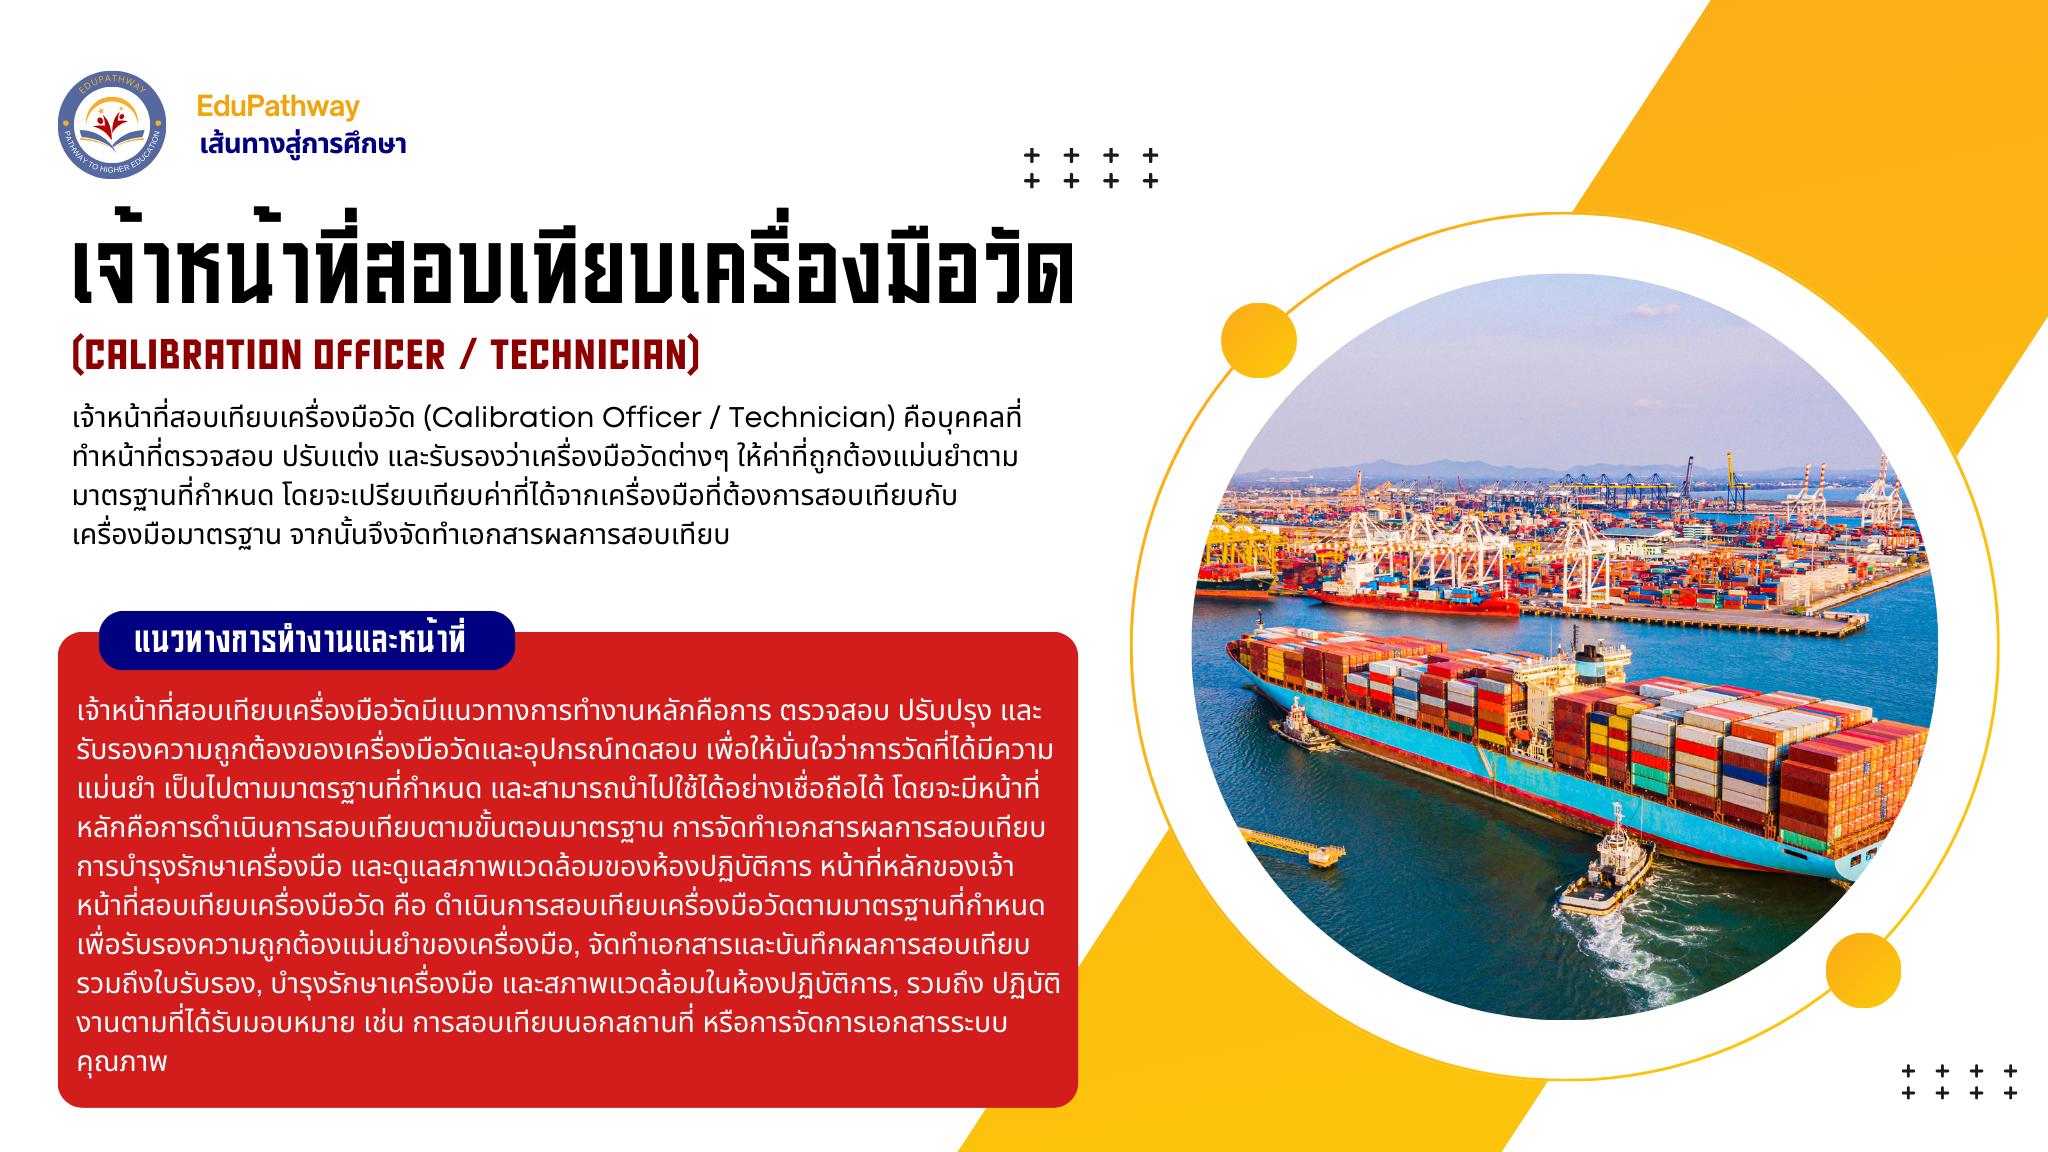 EDUPATHWAY
PATHWAY TO HIGHER EDUCATION
EduPathway
เส้นทางสู่การศึกษา
เจ้าหน้าที่สอบเทียบเครื่องมือวัด
(CALIBRATION OFFICER / TECHNICIAN)
เจ้าหน้าที่สอบเทียบเครื่องมือวัด (Calibration Officer / Technician) คือบุคคลที่
ทำหน้าที่ตรวจสอบ ปรับแต่ง และรับรองว่าเครื่องมือวัดต่างๆ ให้ค่าที่ถูกต้องแม่นยำตาม
มาตรฐานที่กำหนด โดยจะเปรียบเทียบค่าที่ได้จากเครื่องมือที่ต้องการสอบเทียบกับ
เครื่องมือมาตรฐาน จากนั้นจึงจัดทำเอกสารผลการสอบเทียบ
แนวทางการทำงานและหน้าที่
เจ้าหน้าที่สอบเทียบเครื่องมือวัดมีแนวทางการทำงานหลักคือการ ตรวจสอบ ปรับปรุง และ
รับรองความถูกต้องของเครื่องมือวัดและอุปกรณ์ทดสอบ เพื่อให้มั่นใจว่าการวัดที่ได้มีความ
แม่นยำ เป็นไปตามมาตรฐานที่กำหนด และสามารถนำไปใช้ได้อย่างเชื่อถือได้ โดยจะมีหน้าที่
หลักคือการดำเนินการสอบเทียบตามขั้นตอนมาตรฐาน การจัดทำเอกสารผลการสอบเทียบ
การบำรุงรักษาเครื่องมือ และดูแลสภาพแวดล้อมของห้องปฏิบัติการ หน้าที่หลักของเจ้า
หน้าที่สอบเทียบเครื่องมือวัด คือ ดำเนินการสอบเทียบเครื่องมือวัดตามมาตรฐานที่กำหนด
เพื่อรับรองความถูกต้องแม่นยำของเครื่องมือ, จัดทำเอกสารและบันทึกผลการสอบเทียบ
รวมถึงใบรับรอง, บำรุงรักษาเครื่องมือ และสภาพแวดล้อมในห้องปฏิบัติการ, รวมถึง ปฏิบัติ
งานตามที่ได้รับมอบหมาย เช่น การสอบเทียบนอกสถานที่ หรือการจัดการเอกสารระบบ
คุณภาพ